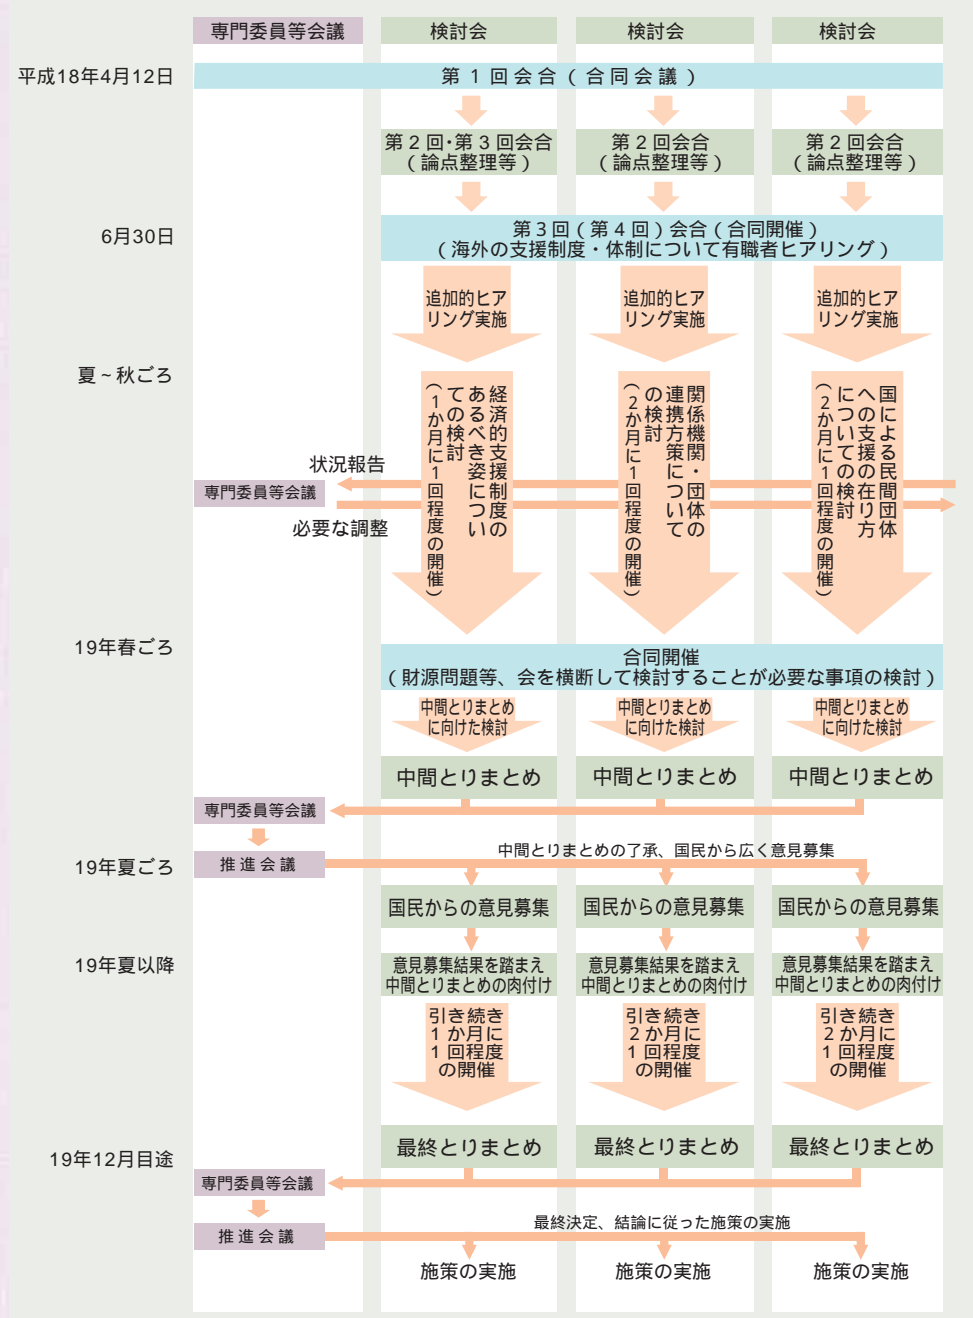 専門委員等会議
検討会
検討会
検討会
平成18年4月12日
第1回会合(合同会議)
第2回・第3回会合
(論点整理等)
第2回会合
(論点整理等)
第2回会合
(論点整理等)
6月30日
第3回(第4回)会合(合同開催)
(海外の支援制度・体制について有職者ヒアリング)
追加的ヒア
リング実施
追加的ヒア
リング実施
追加的ヒア
リング実施
夏~秋ごろ
経済的支援制度の
あるべき姿につい
ての検討
(1か月に1回程度の開催)
関係機関・団体の
連携方策について
の検討
(2か月に1回程度の開催)
国による民間団体
への支援の在り方
についての検討
(2か月に1回程度の開催)
状況報告
専門委員等会議
必要な調整
19年春ごろ
合同開催
(財源問題等、会を横断して検討することが必要な事項の検討)
中間とりまとめ
に向けた検討
中間とりまとめ
に向けた検討
中間とりまとめ
に向けた検討
中間とりまとめ
中間とりまとめ
中間とりまとめ
専門委員等会議
19年夏ごろ
推進会議
中間とりまとめの了承、国民から広く意見募集
国民からの意見募集
国民からの意見募集
国民からの意見募集
19年夏以降
意見募集結果を踏まえ
中間とりまとめの肉付け
意見募集結果を踏まえ
中間とりまとめの肉付け
意見募集結果を踏まえ
中間とりまとめの肉付け
引き続き
1か月に
1回程度
の開催
引き続き
2か月に
1回程度
の開催
引き続き
2か月に
1回程度
の開催
19年12月目途
最終とりまとめ
最終とりまとめ
最終とりまとめ
専門委員等会議
推進会議
最終決定、結論に従った施策の実施
施策の実施
施策の実施
施策の実施